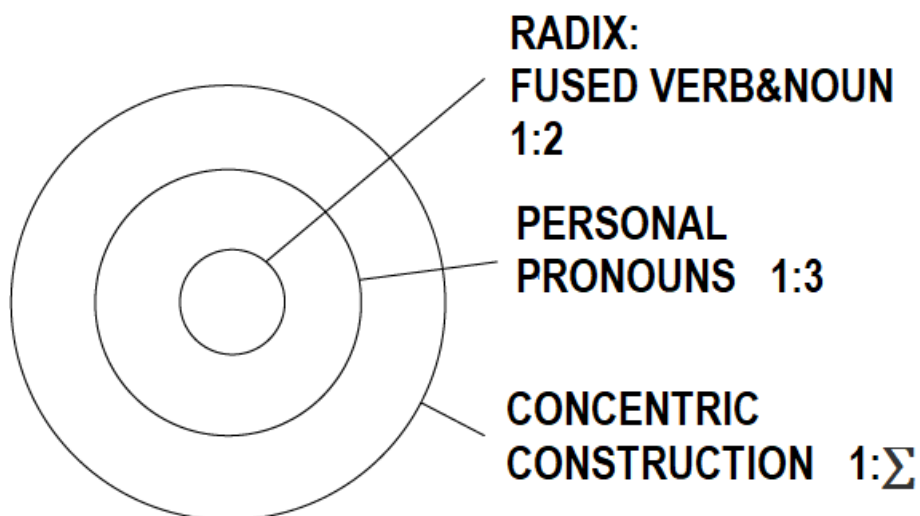 RADIX:
FUSED VERB&NOUN
1:2
PERSONAL
PRONOUNS 1:3
CONCENTRIC
CONSTRUCTION 1:∑